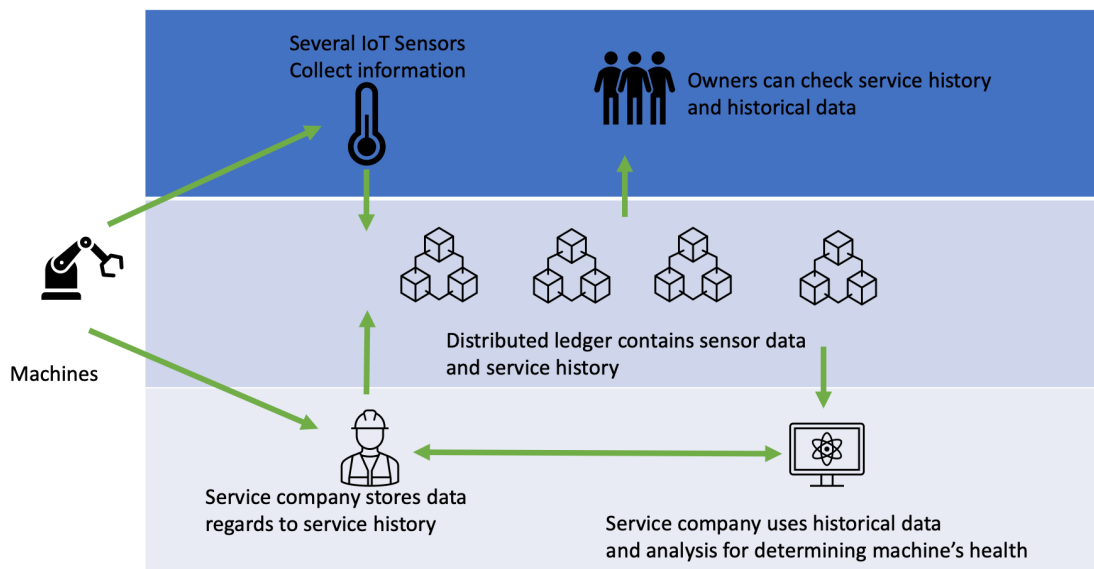 Several IoT Sensors
Collect information
Owners can check service history
and historical data
Machines
Distributed ledger contains sensor data
and service history
Service company stores data
regards to service history
Service company uses historical data
and analysis for determining machine's health